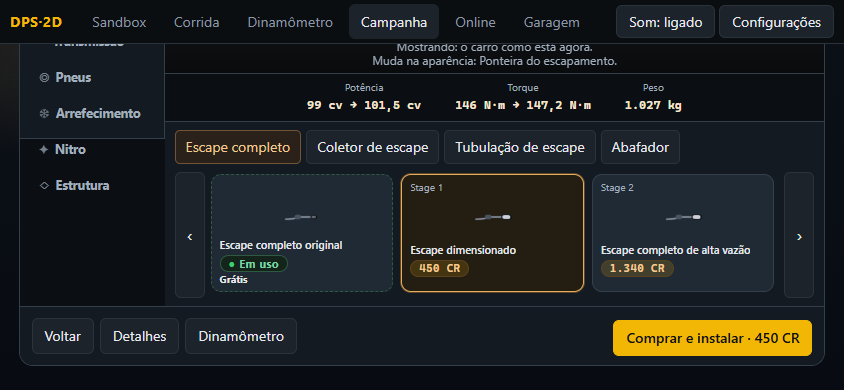 DPS·2D
Sandbox
Corrida
Dinamômetro
Campanha
Online
Garagem
Som: ligado
Configurações
Transmissão
Pneus
Arrefecimento
Nitro
Estrutura
Mostrando: o carro como está agora.
Muda na aparência: Ponteira do escapamento.
Potência
99 cv → 101,5 cv
Torque
146 N·m → 147,2 N·m
Peso
1.027 kg
Escape completo
Coletor de escape
Tubulação de escape
Abafador
‹
Escape completo original
Em uso
Grátis
Stage 1
Escape dimensionado
450 CR
Stage 2
Escape completo de alta vazão
1.340 CR
›
Voltar
Detalhes
Dinamômetro
Comprar e instalar · 450 CR